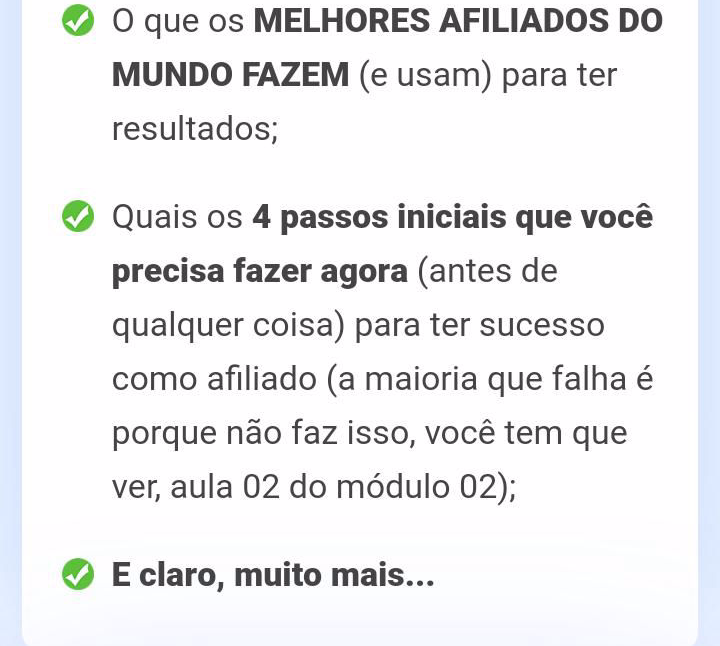 O que os MELHORES AFILIADOS DO
MUNDO FAZEM (e usam) para ter
resultados;
Quais os 4 passos iniciais que você
precisa fazer agora (antes de
qualquer coisa) para ter sucesso
como afiliado (a maioria que falha é
porque não faz isso, você tem que
ver, aula 02 do módulo 02);
E claro, muito mais...